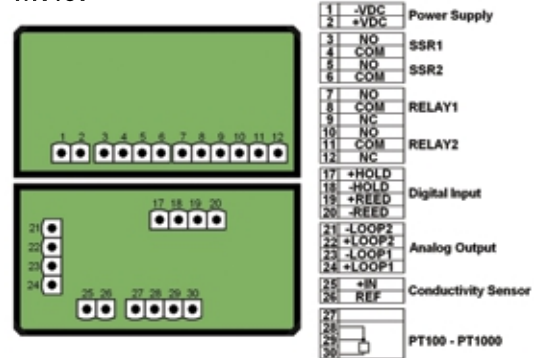 1 -VDC
2 +VDC
Power Supply
3 NO
4 COM
SSR1
5 NO
6 COM
SSR2
7 NO
8 COM
9 NC
RELAY1
10 NO
11 COM
12 NC
RELAY2
17 +HOLD
18 -HOLD
19 +REED
20 -REED
Digital Input
21 -LOOP2
22 +LOOP2
23 -LOOP1
24 +LOOP1
Analog Output
25 +IN
26 REF
Conductivity Sensor
27
28
29
30
PT100 - PT1000
1 2 3 4 5 6 7 8 9 10 11 12
17 18 19 20
21
22
23
24
25 26 27 28 29 30